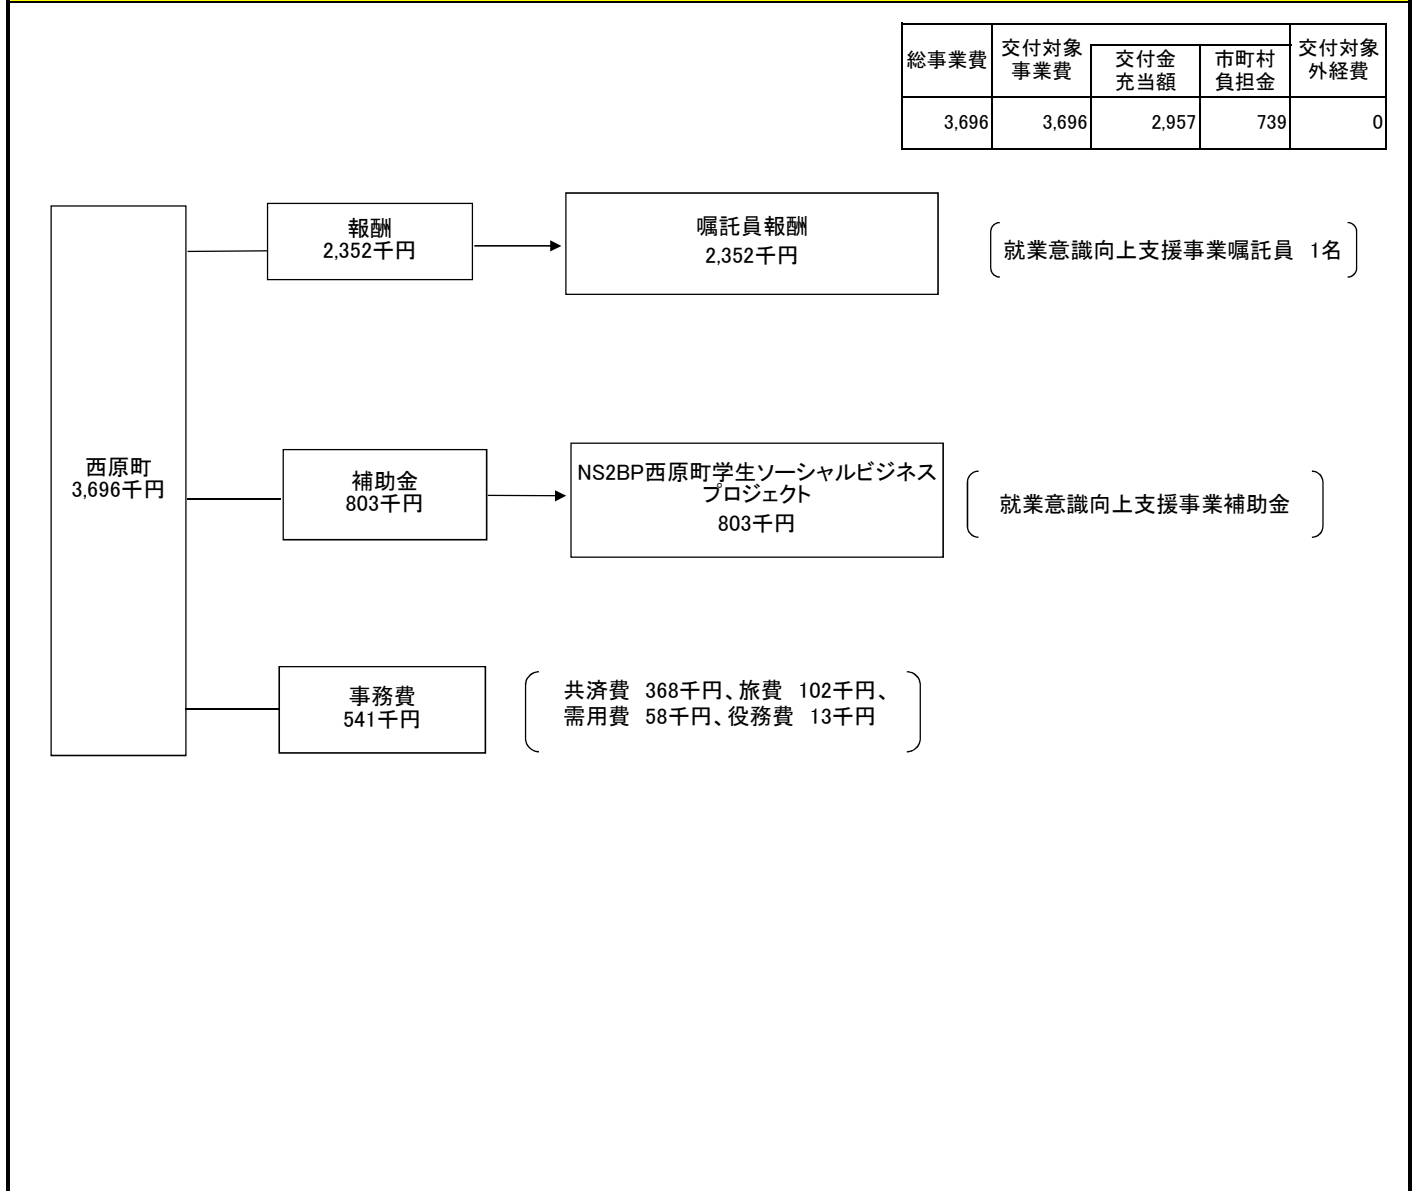 総事業費
交付対象
事業費
交付金
充当額
市町村
負担金
交付対象
外経費
3,696
3,696
2,957
739
0
西原町
3,696千円
報酬
2,352千円
嘱託員報酬
2,352千円
就業意識向上支援事業嘱託員　1名
補助金
803千円
NS2BP西原町学生ソーシャルビジネス
プロジェクト
803千円
就業意識向上支援事業補助金
事務費
541千円
共済費　368千円、旅費　102千円、
需用費　58千円、役務費　13千円